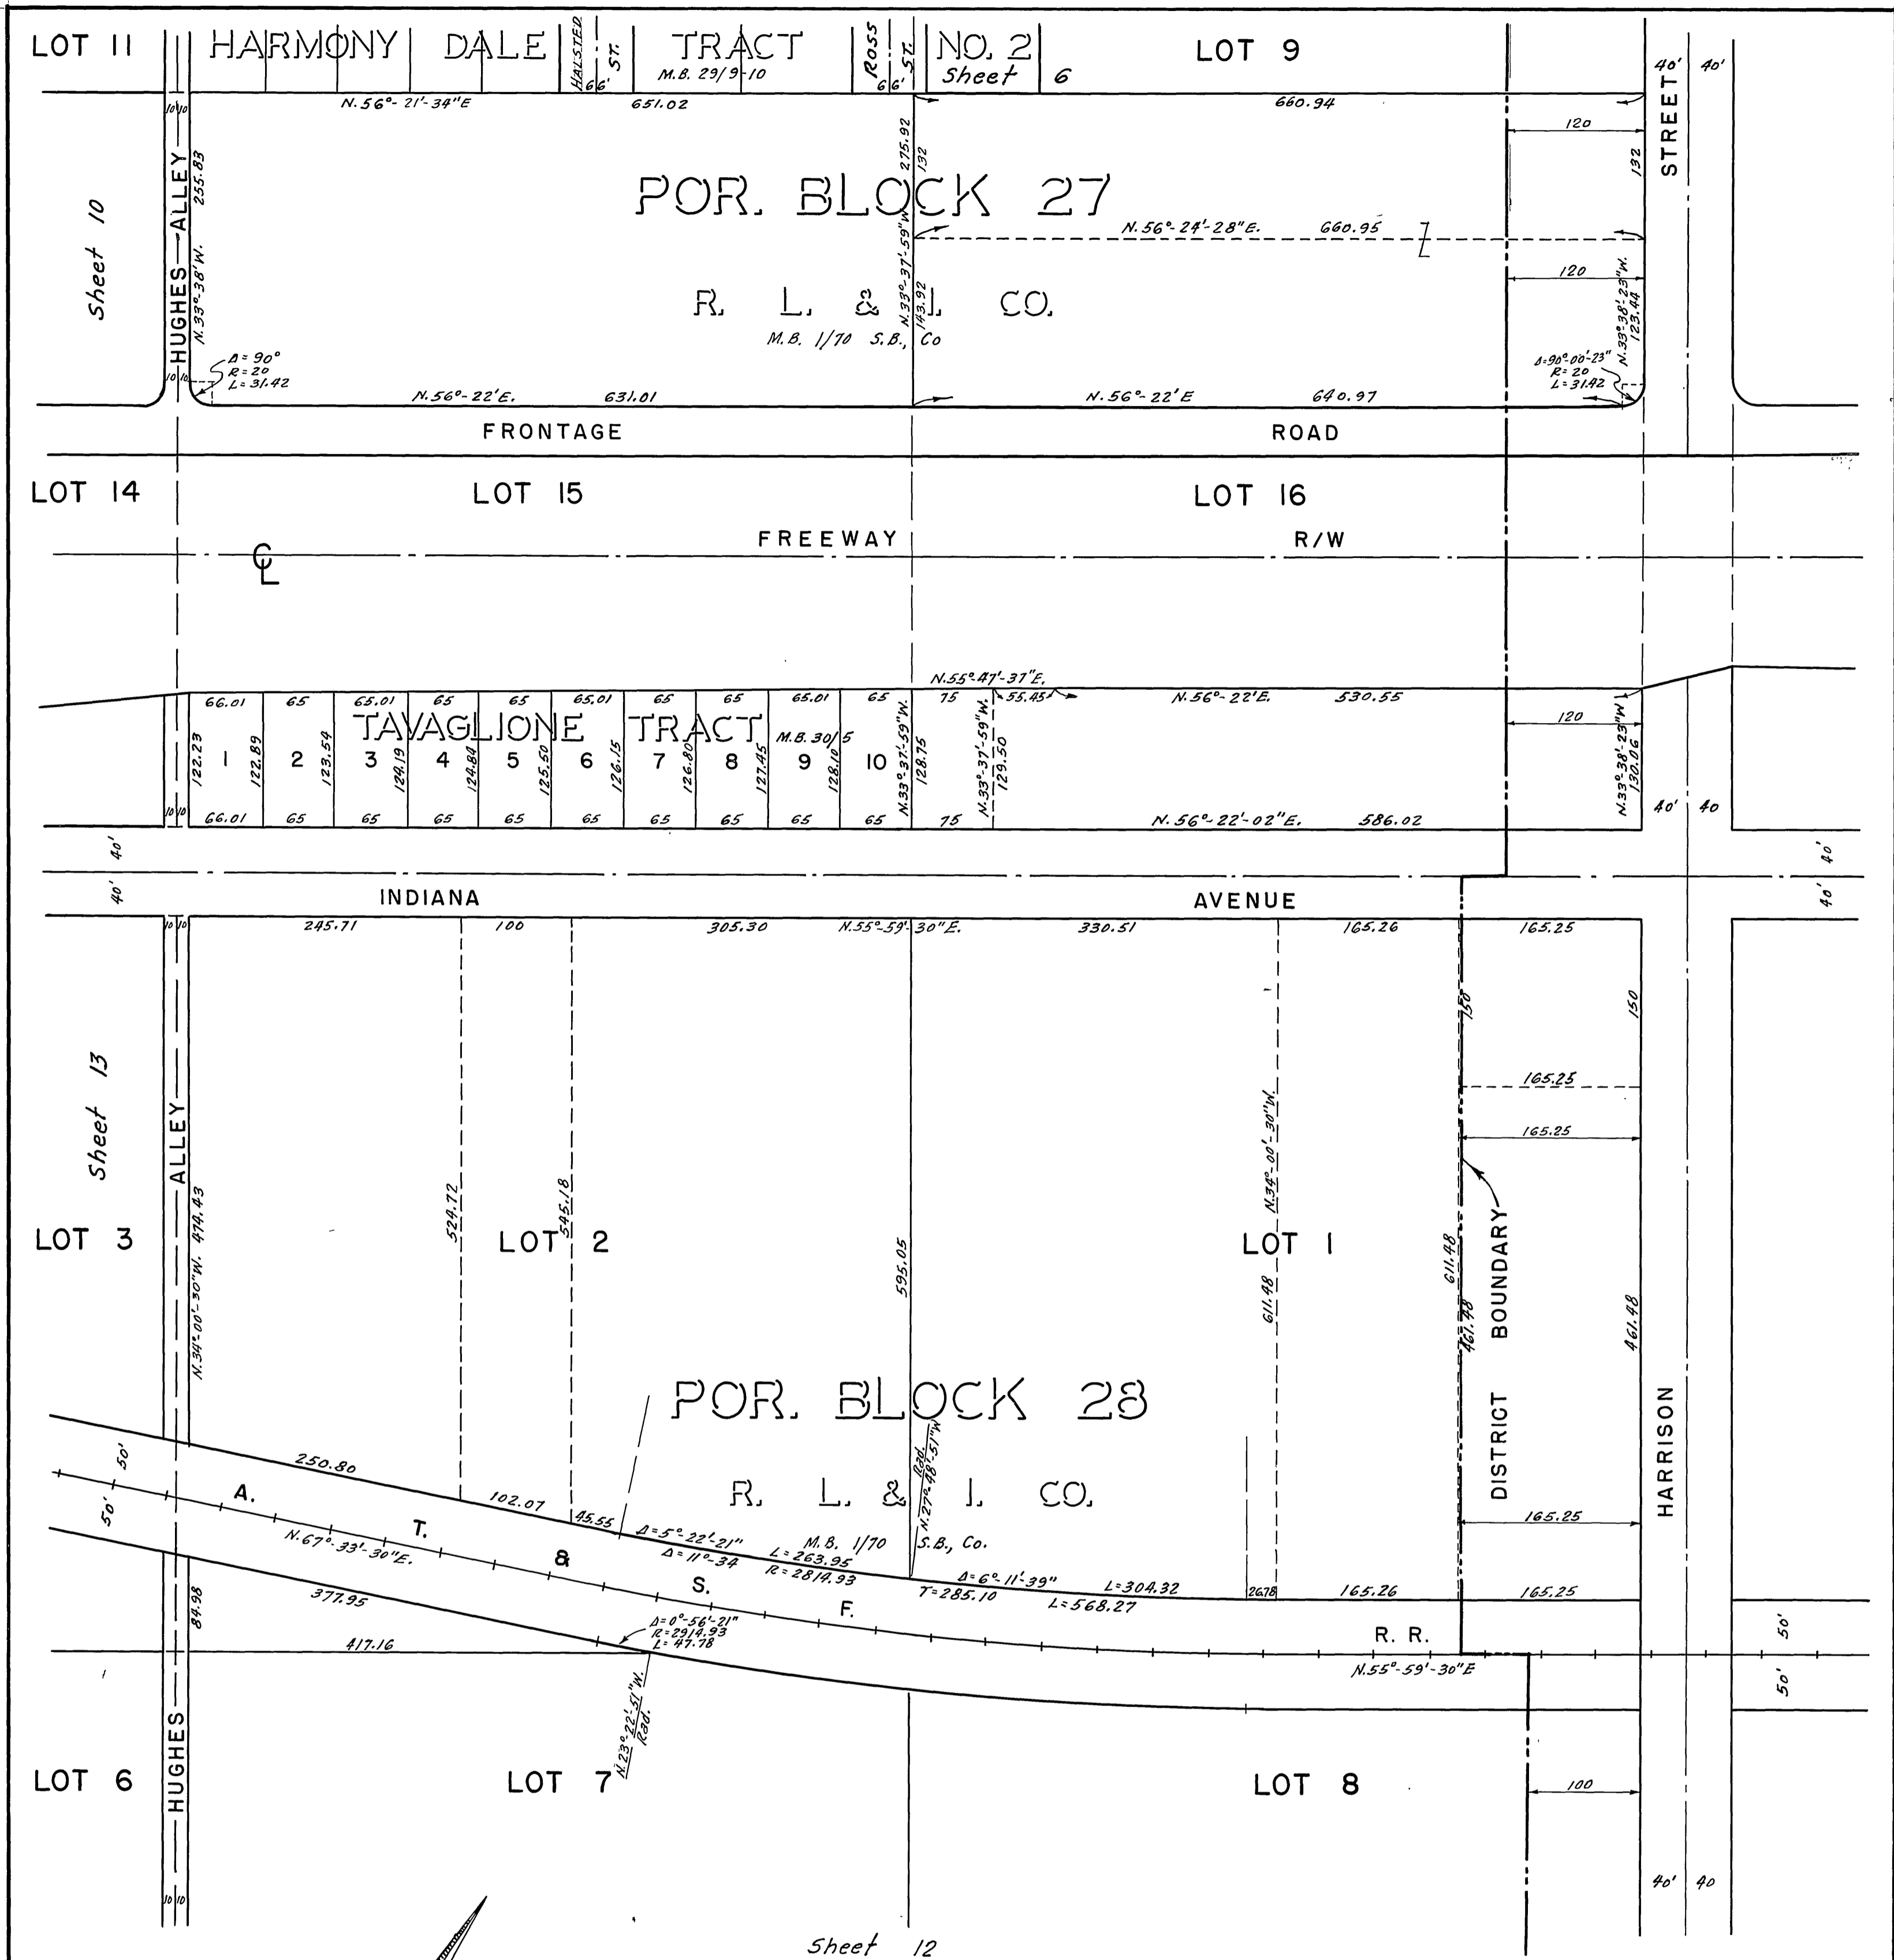 LOT 11
HARMONY DALE TRACT NO. 2
M.B. 29/9-10
HALSTED ST.
66'
ROSS ST.
66'
Sheet 6
LOT 9
40' 40'
STREET
10 10
N.56°-21'-34"E 651.02
660.94
120
132
Sheet 10
HUGHES ALLEY
N.33°-38'W. 255.83
275.92
132
N.33°-37'-59"W
143.92
POR. BLOCK 27
N.56°-24'-28"E. 660.95
120
R. L. & I. CO.
M.B. 1/70 S.B., Co
N.33°-38'-23"W.
123.44
Δ=90°
R=20
L=31.42
10 10
Δ=90°-00'-23"
R=20
L=31.42
N.56°-22'E. 631.01
N.56°-22'E 640.97
FRONTAGE ROAD
LOT 14
LOT 15
LOT 16
FREEWAY R/W
CL
N.55°-47'-37"E.
66.01 65 65.01 65 65 65.01 65 65 65.01 65 75 55.45
N.56°-22'E. 530.55
TAVAGLIONE TRACT
M.B. 30/5
120
122.23 1 122.89 2 123.54 3 124.19 4 124.84 5 125.50 6 126.15 7 126.80 8 127.45 9 128.10 10
N.33°-37'-59"W.
128.75
N.33°-37'-59"W.
129.50
N.33°-38'-23"W
130.06
10 10
66.01 65 65 65 65 65 65 65 65 65 75
N.56°-22'-02"E. 586.02
40' 40
40'
40'
40'
40'
INDIANA AVENUE
10 10
245.71 100 305.30 N.55°-59'-30"E. 330.51 165.26 165.25
150
150
Sheet 13
ALLEY
165.25
165.25
N.34°-00'-30"W. 474.43
524.72
545.18
595.05
N.34°-00'-30"W.
611.48
611.48
461.48
461.48
LOT 3
LOT 2
LOT 1
DISTRICT BOUNDARY
HARRISON
POR. BLOCK 28
R. L. & I. CO.
M.B. 1/70 S.B., Co.
Rad.
N.27°-48'-51"W
50'
50'
250.80
102.07
45.55
165.25
A. T. & S. F. R. R.
N.67°-33'-30"E.
Δ=5°-22'-21"
L=263.95
Δ=11°-34
R=2814.93
Δ=6°-11'-39" L=304.32
T=285.10 L=568.27
26.78 165.26 165.25
84.98
377.95
Δ=0°-56'-21"
R=2914.93
L=47.78
417.16
N.55°-59'-30"E
50'
50'
N.23°-22'-51"W.
Rad.
HUGHES
LOT 6
LOT 7
LOT 8
100
10 10
40' 40
Sheet 12